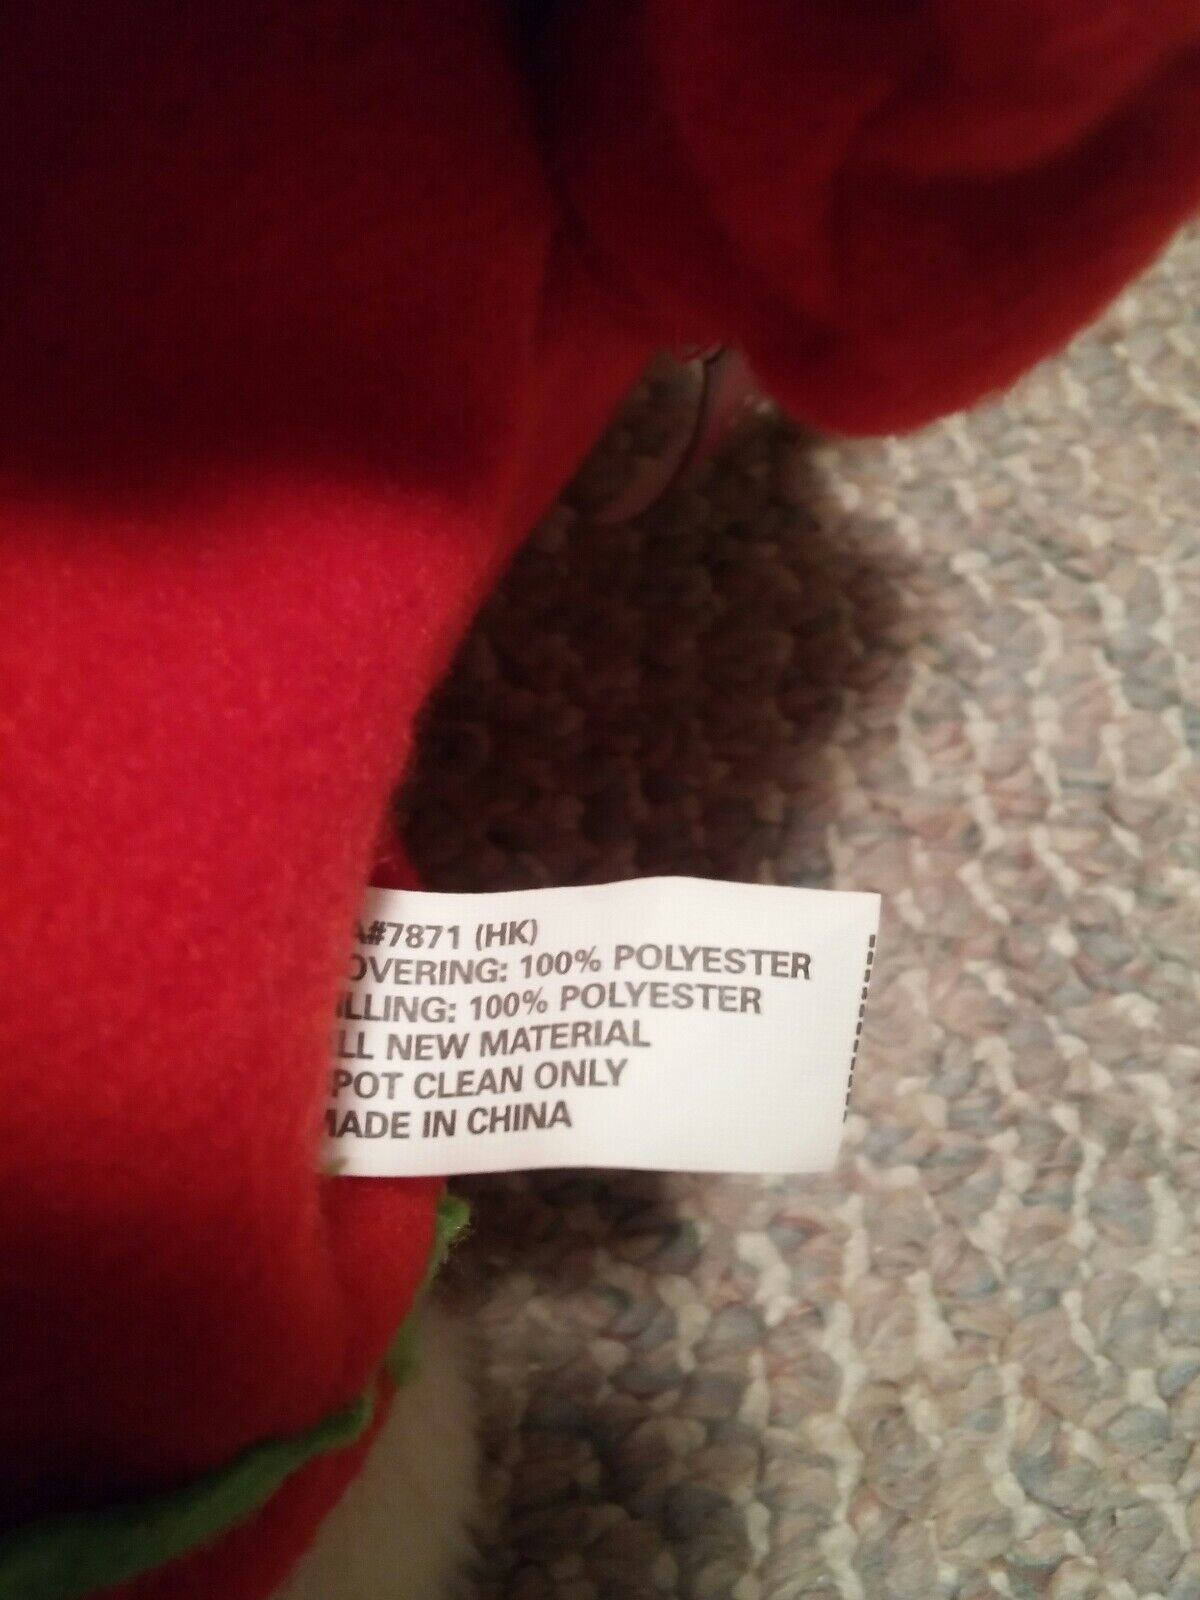 A#7871 (HK)
OVERING: 100% POLYESTER
ILLING: 100% POLYESTER
LL NEW MATERIAL
POT CLEAN ONLY
MADE IN CHINA